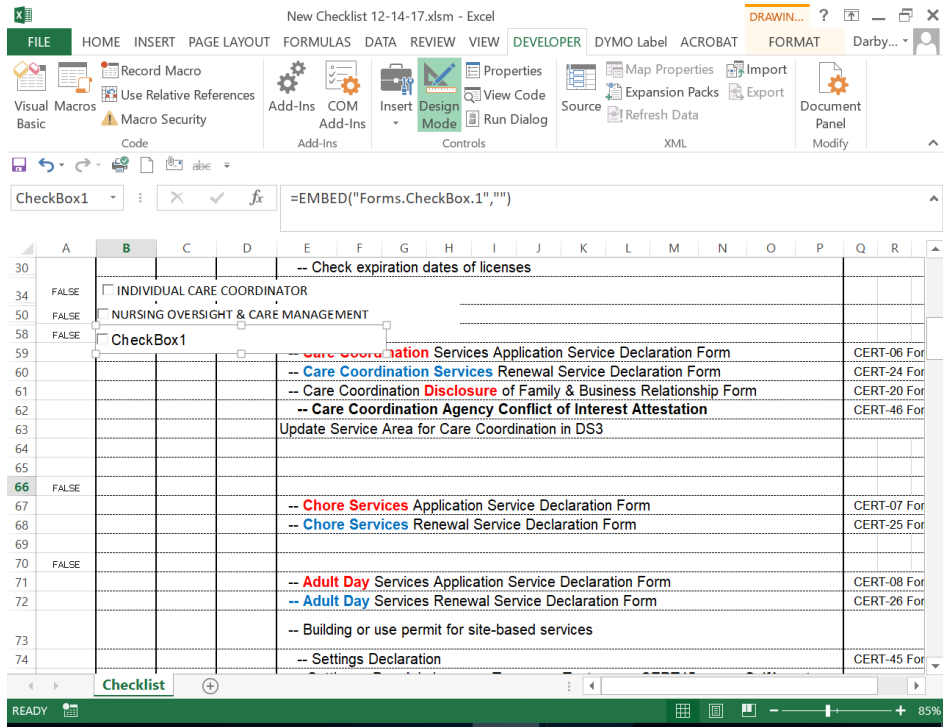 New Checklist 12-14-17.xlsm - Excel
DRAWIN... ?
FILE HOME INSERT PAGE LAYOUT FORMULAS DATA REVIEW VIEW DEVELOPER DYMO Label ACROBAT FORMAT Darby...
Record Macro Properties Map Properties Import
Use Relative References View Code Expansion Packs Export
Visual Basic Macros Macro Security Add-Ins COM Add-Ins Insert Design Mode Run Dialog Source Refresh Data Document Panel
Code Add-Ins Controls XML Modify
abc
CheckBox1 fx =EMBED("Forms.CheckBox.1","")
A B C D E F G H I J K L M N O P Q R
30 -- Check expiration dates of licenses
34 FALSE INDIVIDUAL CARE COORDINATOR
50 FALSE NURSING OVERSIGHT & CARE MANAGEMENT
58 FALSE CheckBox1
59 -- Care Coordination Services Application Service Declaration Form CERT-06 For
60 -- Care Coordination Services Renewal Service Declaration Form CERT-24 For
61 -- Care Coordination Disclosure of Family & Business Relationship Form CERT-20 For
62 -- Care Coordination Agency Conflict of Interest Attestation CERT-46 For
63 Update Service Area for Care Coordination in DS3
64
65
66 FALSE
67 -- Chore Services Application Service Declaration Form CERT-07 For
68 -- Chore Services Renewal Service Declaration Form CERT-25 For
69
70 FALSE
71 -- Adult Day Services Application Service Declaration Form CERT-08 For
72 -- Adult Day Services Renewal Service Declaration Form CERT-26 For
73 -- Building or use permit for site-based services
74 -- Settings Declaration CERT-45 For
Checklist
READY 85%